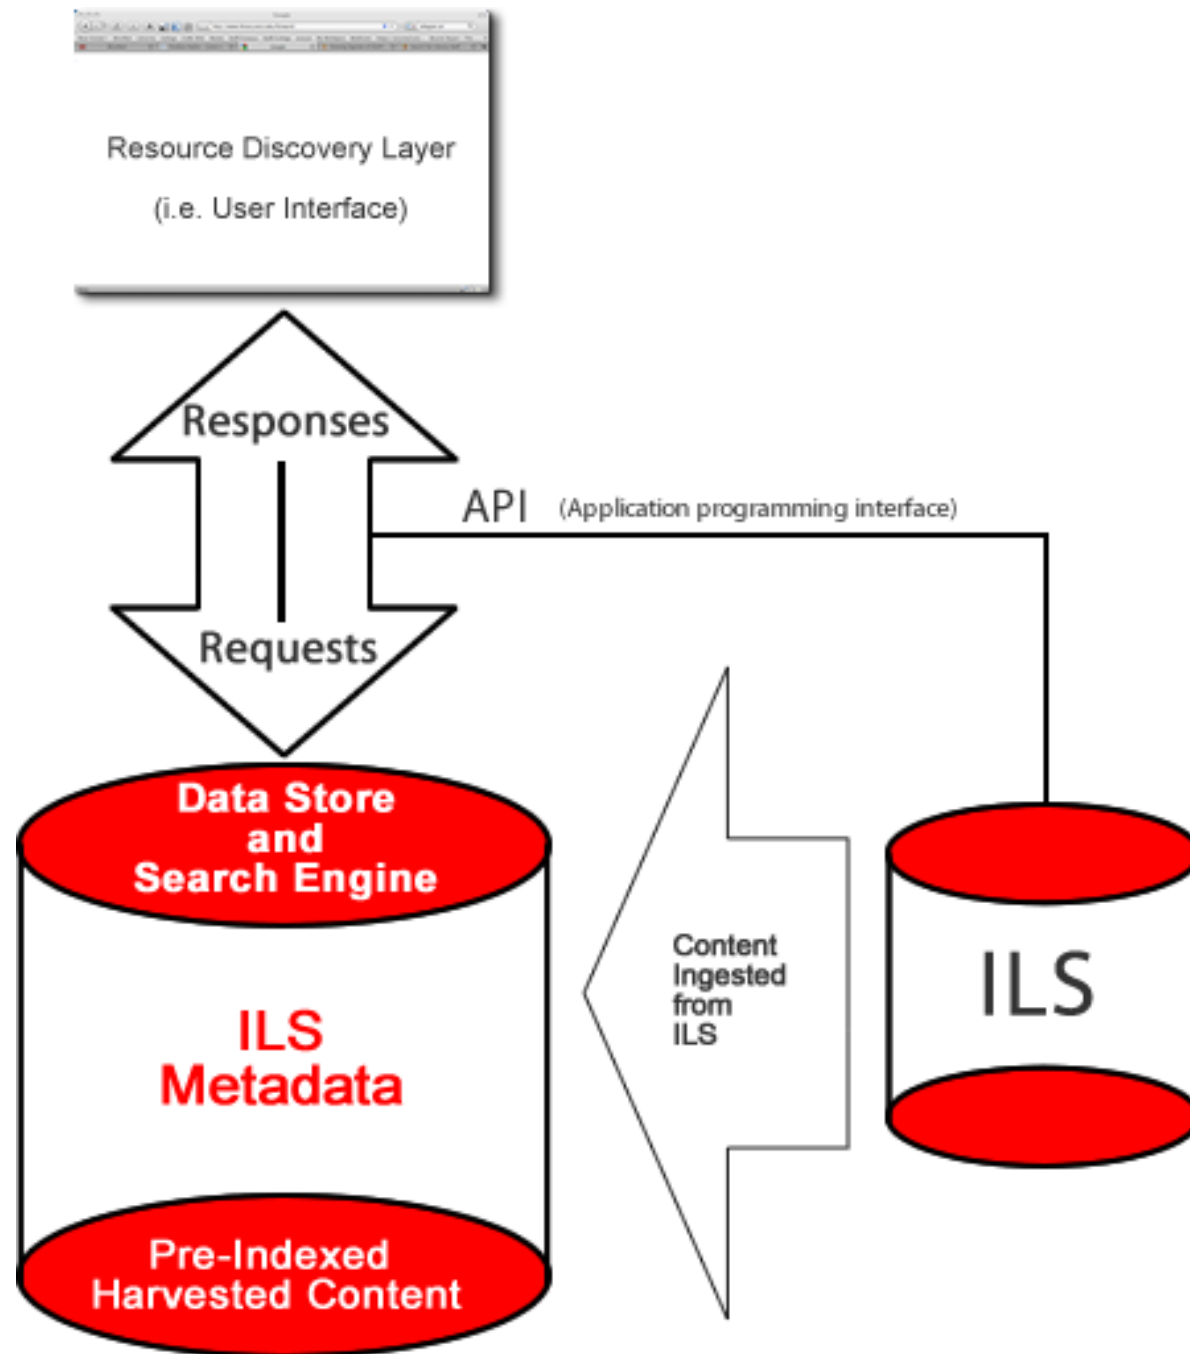 Resource Discovery Layer
(i.e. User Interface)
Responses
API (Application programming interface)
Requests
Data Store
and
Search Engine
Content
Ingested
from
ILS
ILS
ILS
Metadata
Pre-Indexed
Harvested Content